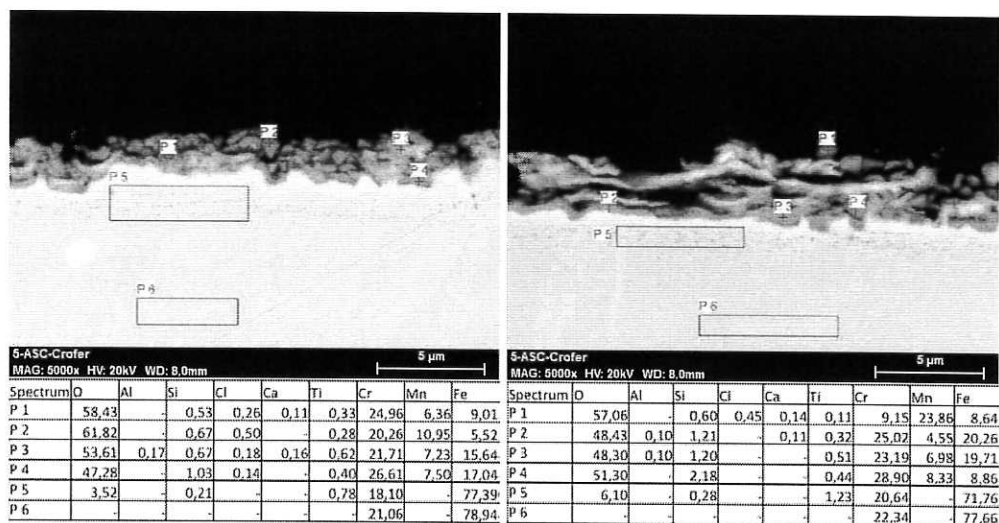 P 1
P 2
P 3
P 4
P 5
P 6
5-ASC-Crofer
MAG: 5000x HV: 20kV WD: 8,0mm
5 µm
Spectrum O Al Si Cl Ca Ti Cr Mn Fe
P 1 58,43 - 0,53 0,26 0,11 0,33 24,96 6,36 9,01
P 2 61,82 - 0,67 0,50 - 0,28 20,26 10,95 5,52
P 3 53,61 0,17 0,67 0,18 0,16 0,62 21,71 7,23 15,64
P 4 47,28 - 1,03 0,14 - 0,40 26,61 7,50 17,04
P 5 3,52 - 0,21 - - 0,78 18,10 - 77,39
P 6 - - - - - - 21,06 - 78,94
P 1
P 2
P 3
P 4
P 5
P 6
5-ASC-Crofer
MAG: 5000x HV: 20kV WD: 8,0mm
5 µm
Spectrum O Al Si Cl Ca Ti Cr Mn Fe
P 1 57,06 - 0,60 0,45 0,14 0,11 9,15 23,86 8,64
P 2 48,43 0,10 1,21 - 0,11 0,32 25,02 4,55 20,26
P 3 48,30 0,10 1,20 - - 0,51 23,19 6,98 19,71
P 4 51,30 - 2,18 - - 0,44 28,90 8,33 8,86
P 5 6,10 - 0,28 - - 1,23 20,64 - 71,76
P 6 - - - - - - 22,34 - 77,66